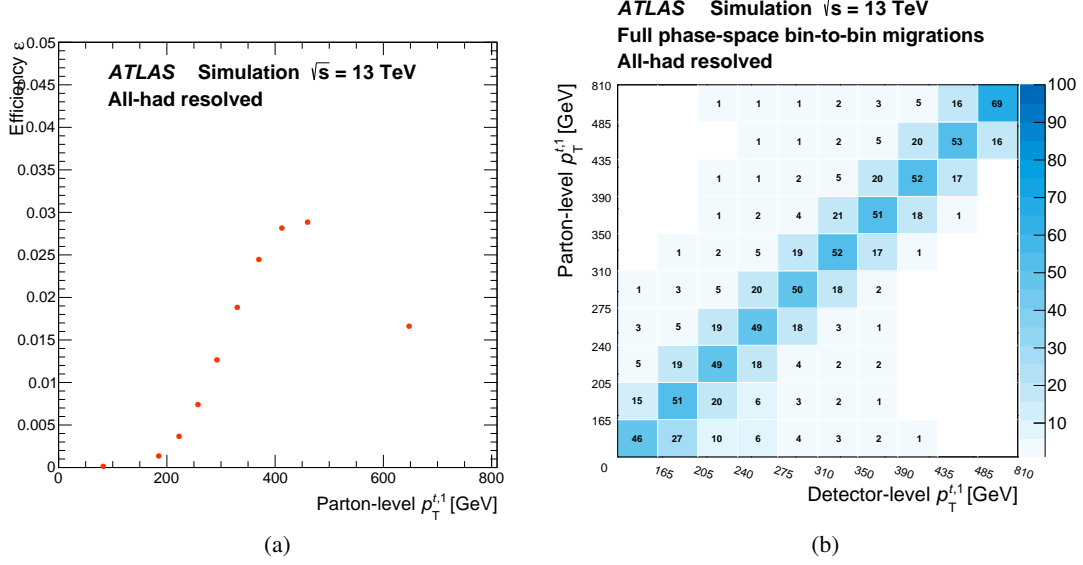 ATLAS Simulation √s = 13 TeV
All-had resolved
Efficiency ε
0.05
0.045
0.04
0.035
0.03
0.025
0.02
0.015
0.01
0.005
0
0 200 400 600 800
Parton-level p_T^{t,1} [GeV]
(a)
ATLAS Simulation √s = 13 TeV
Full phase-space bin-to-bin migrations
All-had resolved
Parton-level p_T^{t,1} [GeV]
810
485
435
390
350
310
275
240
205
165
0
1 1 1 2 3 5 16 69
1 1 2 5 20 53 16
1 1 2 5 20 52 17
1 2 4 21 51 18 1
1 2 5 19 52 17 1
1 3 5 20 50 18 2
3 5 19 49 18 3 1
5 19 49 18 4 2 2
15 51 20 6 3 2 1
46 27 10 6 4 3 2 1
165 205 240 275 310 350 390 435 485 810
Detector-level p_T^{t,1} [GeV]
100
90
80
70
60
50
40
30
20
10
(b)